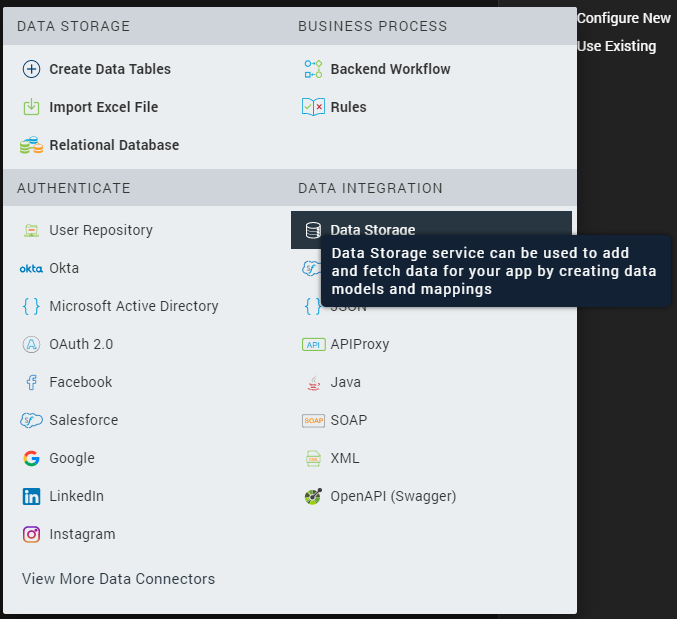 DATA STORAGE
BUSINESS PROCESS
Configure New
Use Existing
Create Data Tables
Import Excel File
Relational Database
Backend Workflow
Rules
AUTHENTICATE
DATA INTEGRATION
User Repository
okta Okta
Microsoft Active Directory
OAuth 2.0
Facebook
Salesforce
Google
in LinkedIn
Instagram
View More Data Connectors
Data Storage
Data Storage service can be used to add
and fetch data for your app by creating data
models and mappings
JSON
API APIProxy
Java
SOAP SOAP
XML XML
OpenAPI (Swagger)